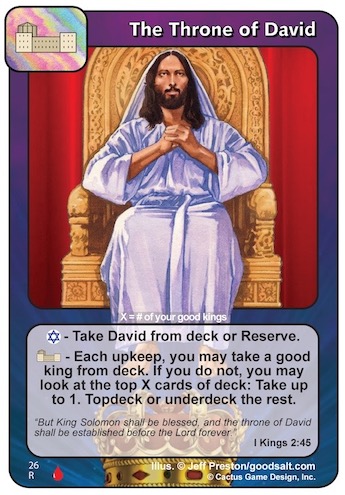 The Throne of David
X = # of your good kings
- Take David from deck or Reserve.
- Each upkeep, you may take a good
king from deck. If you do not, you may
look at the top X cards of deck: Take up
to 1. Topdeck or underdeck the rest.
"But King Solomon shall be blessed, and the throne of David
shall be established before the Lord forever"
I Kings 2:45
26
R
Illus. © Jeff Preston/goodsalt.com
© Cactus Game Design, Inc.